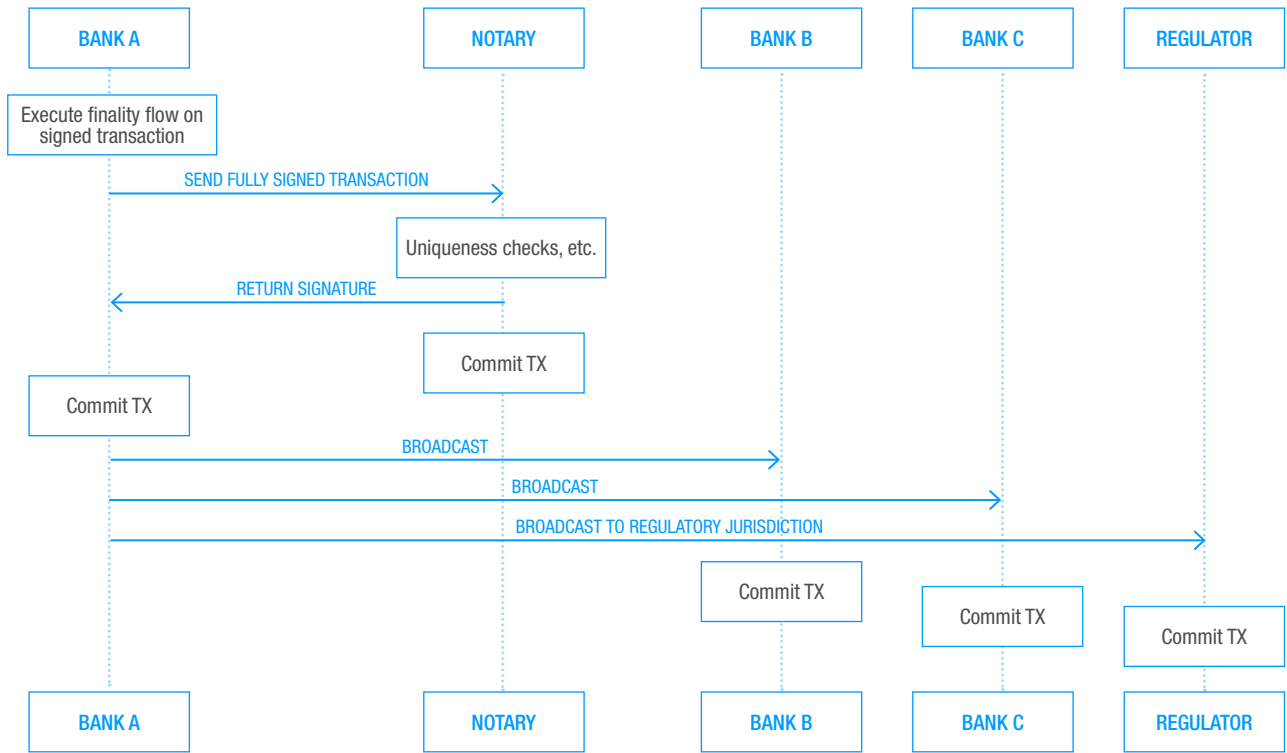 BANK A
NOTARY
BANK B
BANK C
REGULATOR
Execute finality flow on
signed transaction
SEND FULLY SIGNED TRANSACTION
Uniqueness checks, etc.
RETURN SIGNATURE
Commit TX
Commit TX
BROADCAST
BROADCAST
BROADCAST TO REGULATORY JURISDICTION
Commit TX
Commit TX
Commit TX
BANK A
NOTARY
BANK B
BANK C
REGULATOR